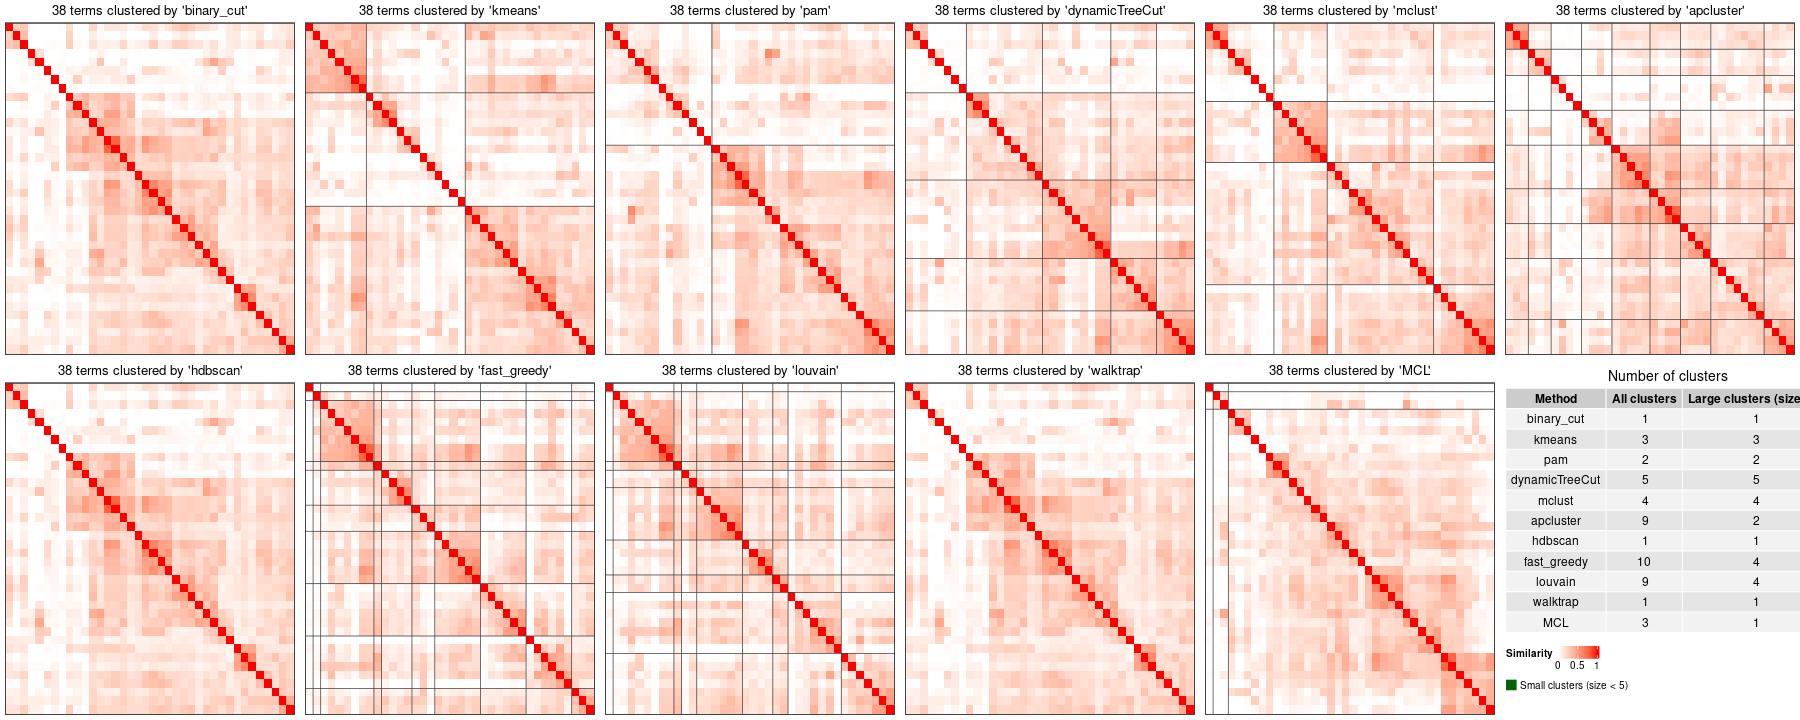 38 terms clustered by 'binary_cut'
38 terms clustered by 'kmeans'
38 terms clustered by 'pam'
38 terms clustered by 'dynamicTreeCut'
38 terms clustered by 'mclust'
38 terms clustered by 'apcluster'
38 terms clustered by 'hdbscan'
38 terms clustered by 'fast_greedy'
38 terms clustered by 'louvain'
38 terms clustered by 'walktrap'
38 terms clustered by 'MCL'
Number of clusters
Method All clusters Large clusters (size
binary_cut 1 1
kmeans 3 3
pam 2 2
dynamicTreeCut 5 5
mclust 4 4
apcluster 9 2
hdbscan 1 1
fast_greedy 10 4
louvain 9 4
walktrap 1 1
MCL 3 1
Similarity
0 0.5 1
Small clusters (size < 5)